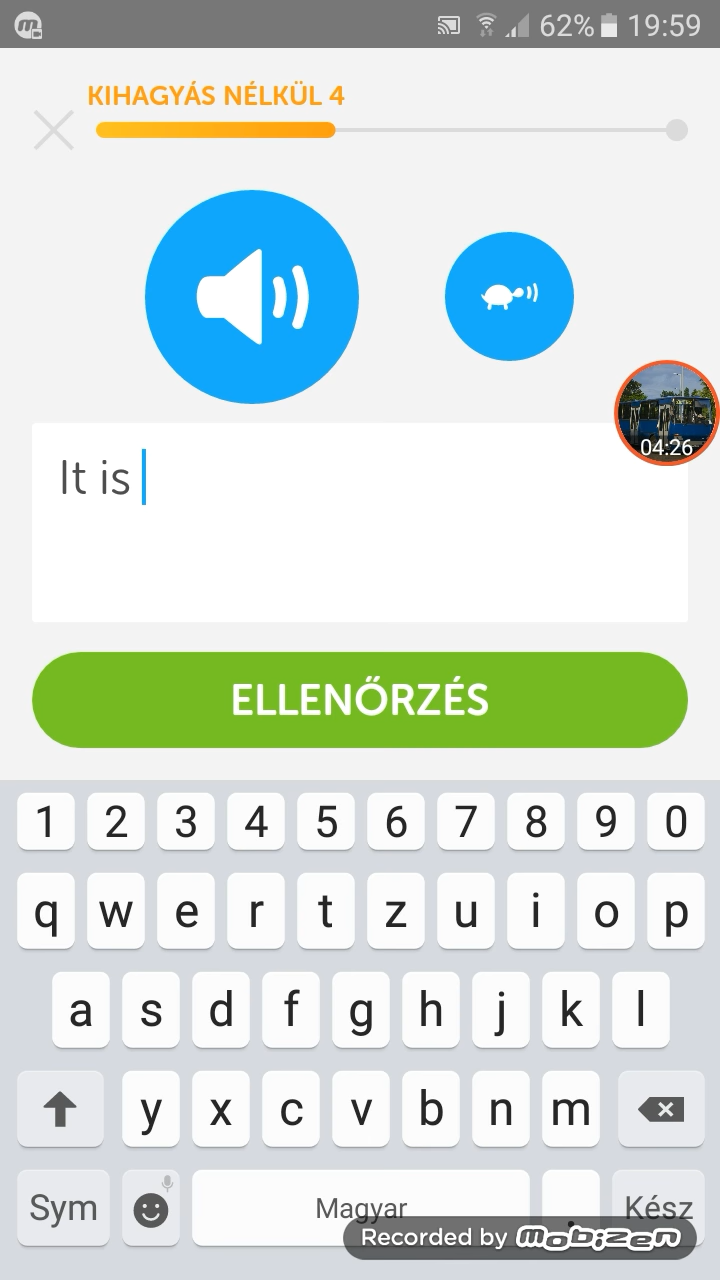 62% 19:59
KIHAGYÁS NÉLKÜL 4
04:26
It is
ELLENŐRZÉS
1 2 3 4 5 6 7 8 9 0
q w e r t z u i o p
a s d f g h j k l
y x c v b n m
Sym Magyar . Kész
Recorded by mobizen